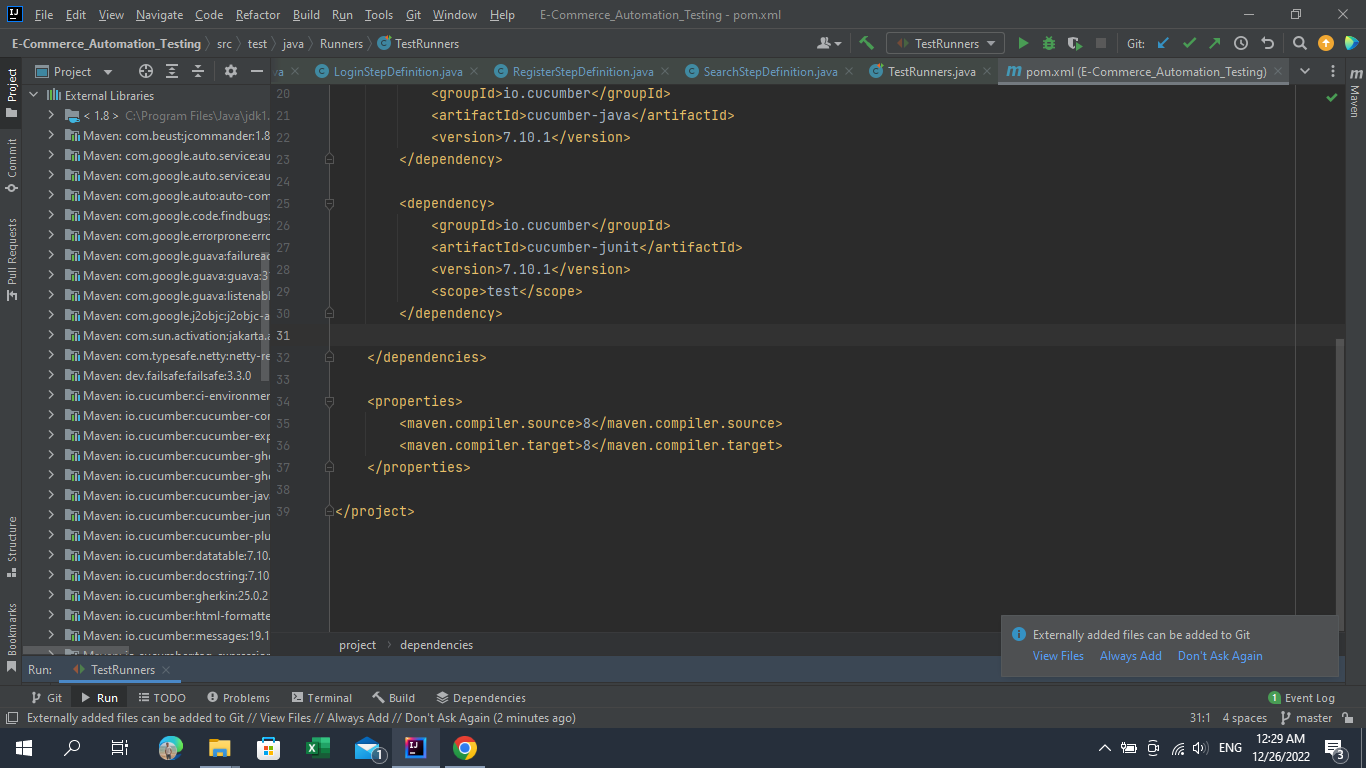 File Edit View Navigate Code Refactor Build Run Tools Git Window Help E-Commerce_Automation_Testing - pom.xml
E-Commerce_Automation_Testing src test java Runners TestRunners TestRunners Git:
Project LoginStepDefinition.java RegisterStepDefinition.java SearchStepDefinition.java TestRunners.java pom.xml (E-Commerce_Automation_Testing)
Project
Commit
Pull Requests
Structure
Bookmarks
Maven
External Libraries
< 1.8 > C:\Program Files\Java\jdk1.
Maven: com.beust:jcommander:1.8
Maven: com.google.auto.service:au
Maven: com.google.auto.service:au
Maven: com.google.auto:auto-com
Maven: com.google.code.findbugs:
Maven: com.google.errorprone:erro
Maven: com.google.guava:failureac
Maven: com.google.guava:guava:3
Maven: com.google.guava:listenabl
Maven: com.google.j2objc:j2objc-a
Maven: com.sun.activation:jakarta.a
Maven: com.typesafe.netty:netty-re
Maven: dev.failsafe:failsafe:3.3.0
Maven: io.cucumber:ci-environmen
Maven: io.cucumber:cucumber-cor
Maven: io.cucumber:cucumber-exp
Maven: io.cucumber:cucumber-ghe
Maven: io.cucumber:cucumber-ghe
Maven: io.cucumber:cucumber-jav
Maven: io.cucumber:cucumber-jun
Maven: io.cucumber:cucumber-plu
Maven: io.cucumber:datatable:7.10.
Maven: io.cucumber:docstring:7.10
Maven: io.cucumber:gherkin:25.0.2
Maven: io.cucumber:html-formatte
Maven: io.cucumber:messages:19.1
20 <groupId>io.cucumber</groupId>
21 <artifactId>cucumber-java</artifactId>
22 <version>7.10.1</version>
23 </dependency>
24
25 <dependency>
26 <groupId>io.cucumber</groupId>
27 <artifactId>cucumber-junit</artifactId>
28 <version>7.10.1</version>
29 <scope>test</scope>
30 </dependency>
31
32 </dependencies>
33
34 <properties>
35 <maven.compiler.source>8</maven.compiler.source>
36 <maven.compiler.target>8</maven.compiler.target>
37 </properties>
38
39 </project>
project dependencies
Externally added files can be added to Git
View Files Always Add Don't Ask Again
Run: TestRunners
Git Run TODO Problems Terminal Build Dependencies 1 Event Log
Externally added files can be added to Git // View Files // Always Add // Don't Ask Again (2 minutes ago) 31:1 4 spaces master
1 ENG 12:29 AM
12/26/2022 3